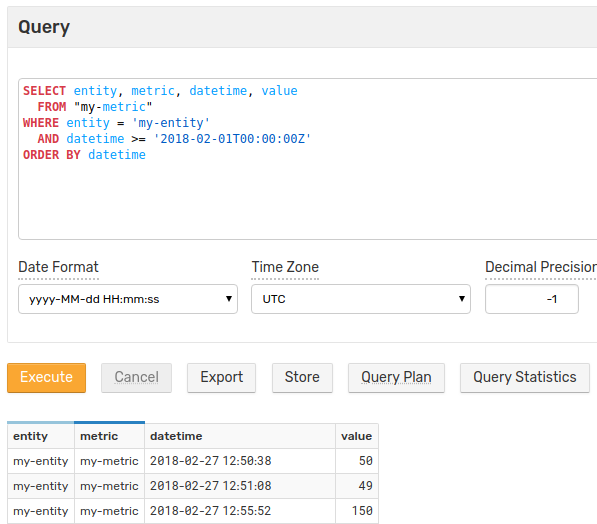 Query
SELECT entity, metric, datetime, value
FROM "my-metric"
WHERE entity = 'my-entity'
AND datetime >= '2018-02-01T00:00:00Z'
ORDER BY datetime
Date Format Time Zone Decimal Precision
yyyy-MM-dd HH:mm:ss UTC -1
Execute Cancel Export Store Query Plan Query Statistics
entity metric datetime value
my-entity my-metric 2018-02-27 12:50:38 50
my-entity my-metric 2018-02-27 12:51:08 49
my-entity my-metric 2018-02-27 12:55:52 150